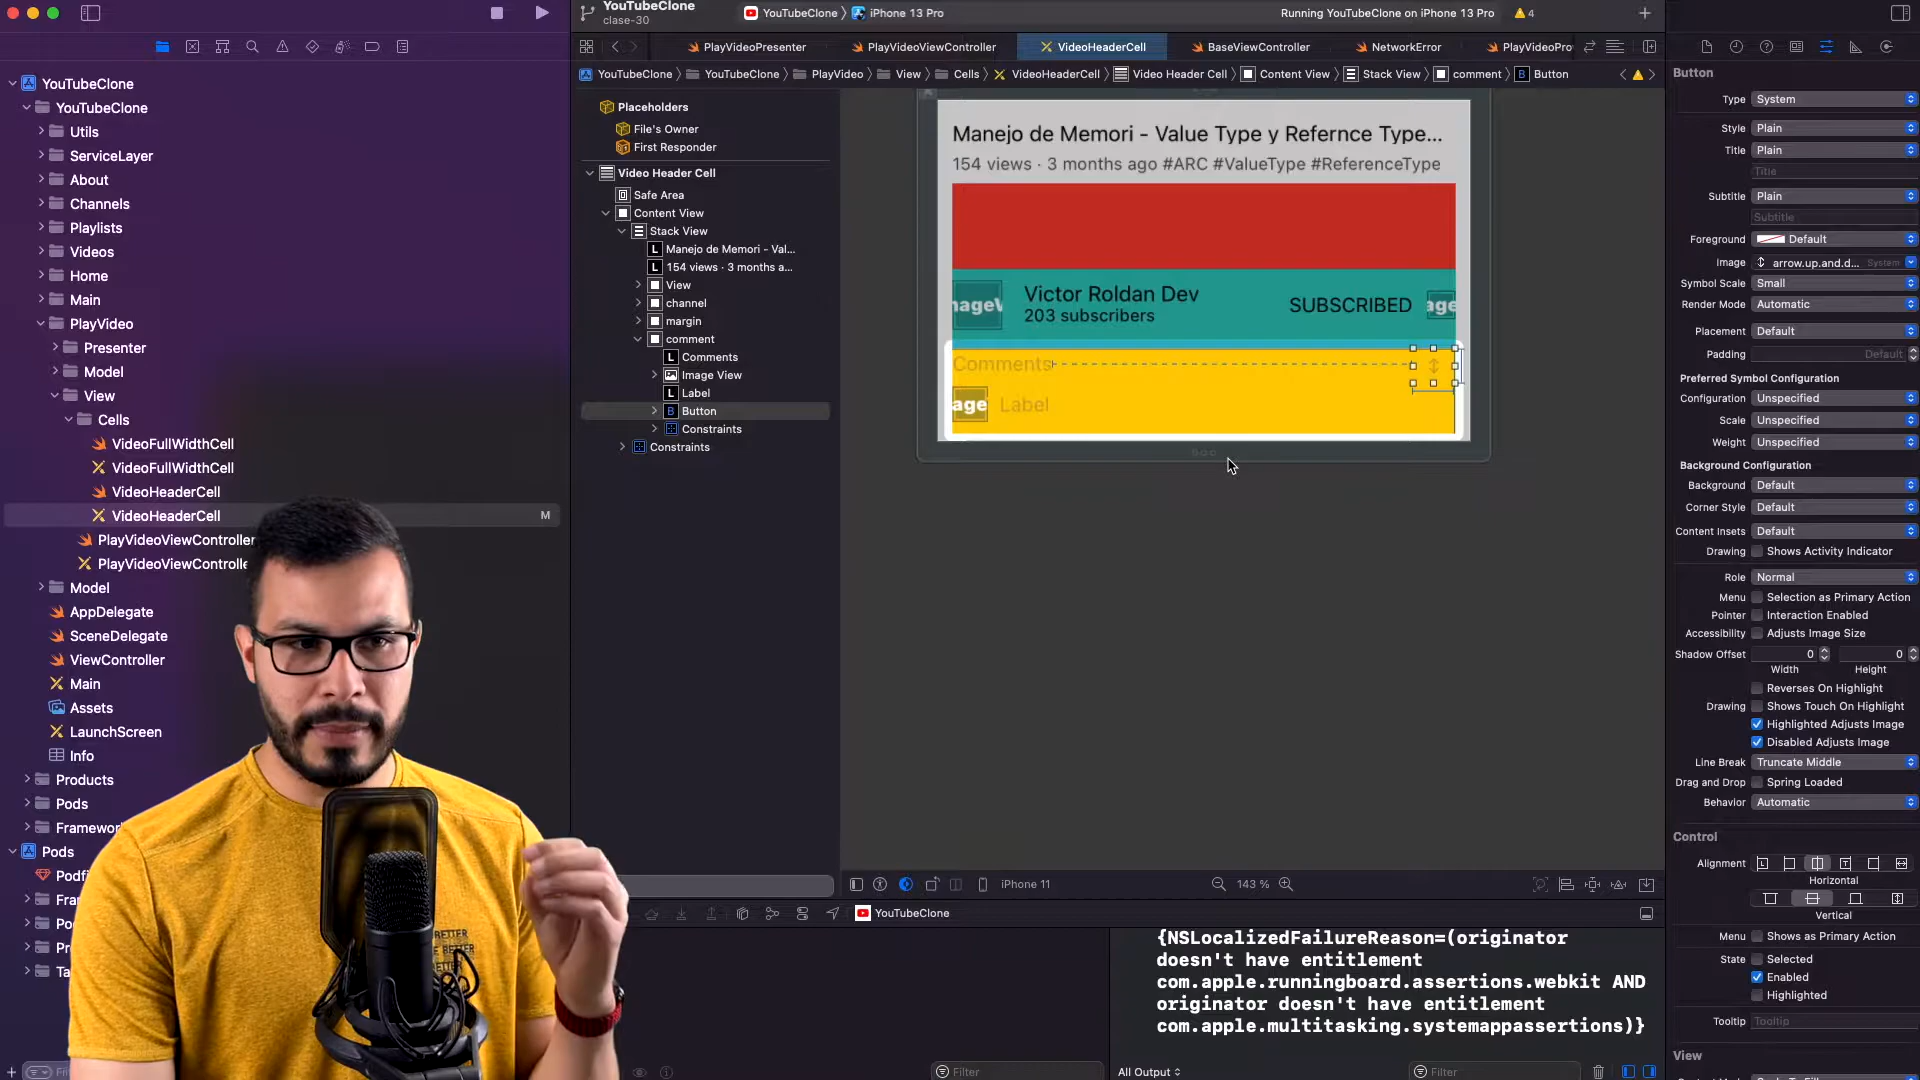 YouTubeClone
clase-30
YouTubeClone
iPhone 13 Pro
Running YouTubeClone on iPhone 13 Pro
4
PlayVideoPresenter
PlayVideoViewController
VideoHeaderCell
BaseViewController
NetworkError
PlayVideoPro
YouTubeClone
YouTubeClone
PlayVideo
View
Cells
VideoHeaderCell
Video Header Cell
Content View
Stack View
comment
B Button
YouTubeClone
YouTubeClone
Utils
ServiceLayer
About
Channels
Playlists
Videos
Home
Main
PlayVideo
Presenter
Model
View
Cells
VideoFullWidthCell
VideoFullWidthCell
VideoHeaderCell
VideoHeaderCell
M
PlayVideoViewController
PlayVideoViewControlle
Model
AppDelegate
SceneDelegate
ViewController
Main
Assets
LaunchScreen
Info
Products
Pods
Framewor
Pods
Podfi
Fra
Po
Pr
Ta
Placeholders
File's Owner
First Responder
Video Header Cell
Safe Area
Content View
Stack View
L Manejo de Memori - Val...
L 154 views · 3 months a...
View
channel
margin
comment
L Comments
Image View
L Label
B Button
Constraints
Constraints
Manejo de Memori - Value Type y Refernce Type...
154 views · 3 months ago #ARC #ValueType #ReferenceType
Victor Roldan Dev
203 subscribers
SUBSCRIBED
age
Comments
age
Label
iPhone 11
143 %
YouTubeClone
{NSLocalizedFailureReason=(originator
doesn't have entitlement
com.apple.runningboard.assertions.webkit AND
originator doesn't have entitlement
com.apple.multitasking.systemappassertions)}
Filter
All Output
Filter
BETTER
Button
Type System
Style Plain
Title Plain
Title
Subtitle Plain
Subtitle
Foreground Default
Image arrow.up.and.d... System
Symbol Scale Small
Render Mode Automatic
Placement Default
Padding Default
Preferred Symbol Configuration
Configuration Unspecified
Scale Unspecified
Weight Unspecified
Background Configuration
Background Default
Corner Style Default
Content Insets Default
Drawing Shows Activity Indicator
Role Normal
Menu Selection as Primary Action
Pointer Interaction Enabled
Accessibility Adjusts Image Size
Shadow Offset 0 0
Width Height
Reverses On Highlight
Drawing Shows Touch On Highlight
Highlighted Adjusts Image
Disabled Adjusts Image
Line Break Truncate Middle
Drag and Drop Spring Loaded
Behavior Automatic
Control
Alignment
Horizontal
Vertical
Menu Shows as Primary Action
State Selected
Enabled
Highlighted
Tooltip Tooltip
View